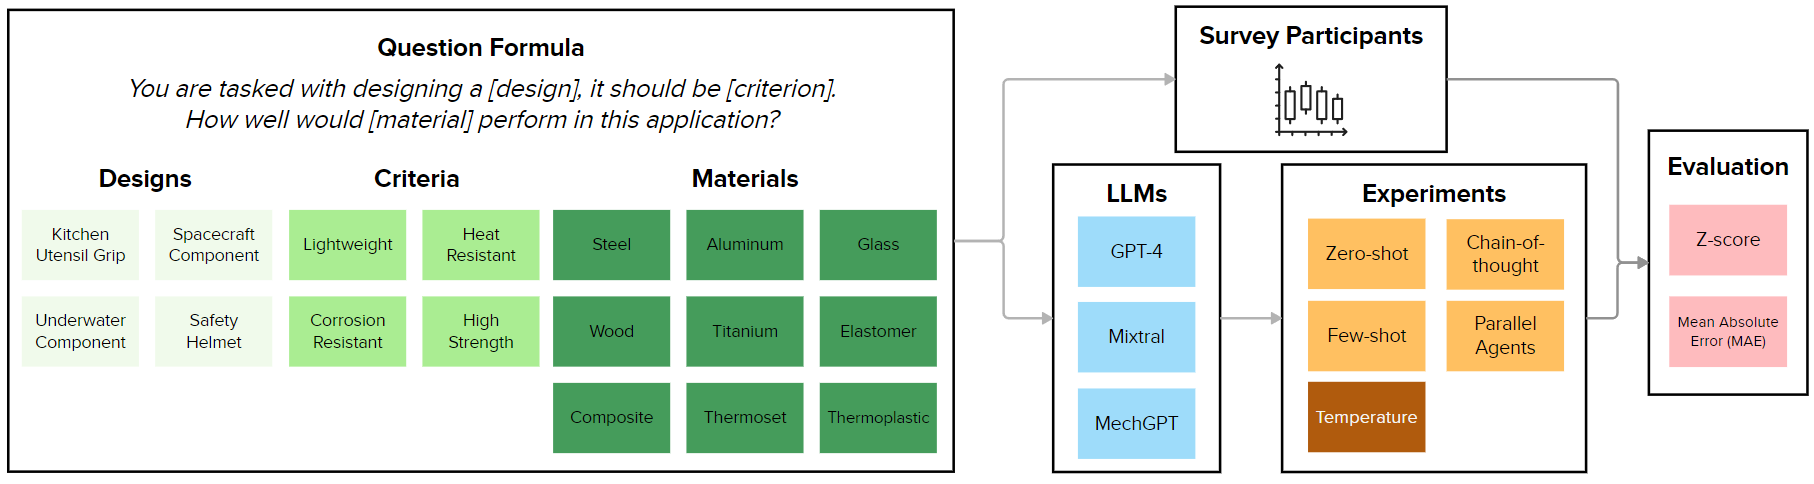 Question Formula
You are tasked with designing a [design], it should be [criterion].
How well would [material] perform in this application?
Designs
Kitchen
Utensil Grip
Spacecraft
Component
Underwater
Component
Safety
Helmet
Criteria
Lightweight
Heat
Resistant
Corrosion
Resistant
High
Strength
Materials
Steel
Aluminum
Glass
Wood
Titanium
Elastomer
Composite
Thermoset
Thermoplastic
Survey Participants
LLMs
GPT-4
Mixtral
MechGPT
Experiments
Zero-shot
Chain-of-
thought
Few-shot
Parallel
Agents
Temperature
Evaluation
Z-score
Mean Absolute
Error (MAE)